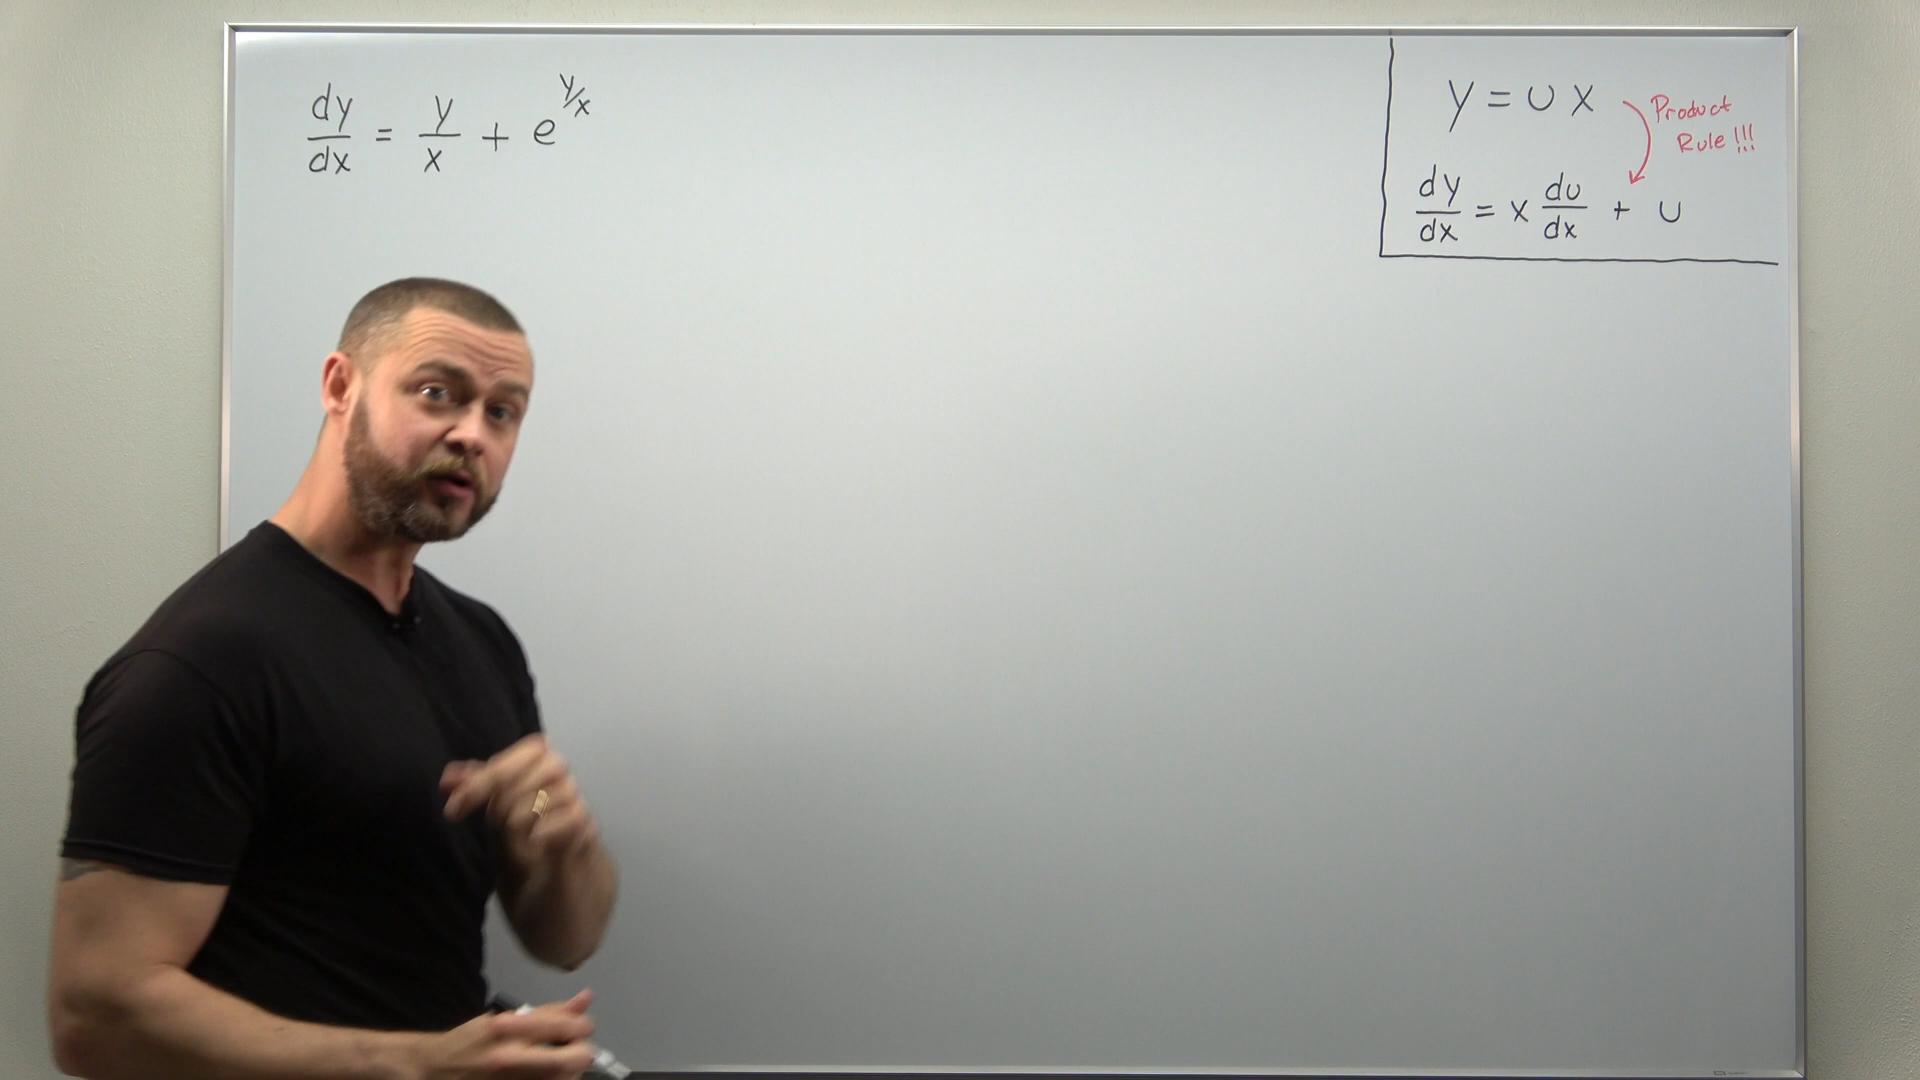 dy/dx = y/x + e^(y/x)
y = u x
Product
Rule !!!
dy/dx = x du/dx + u